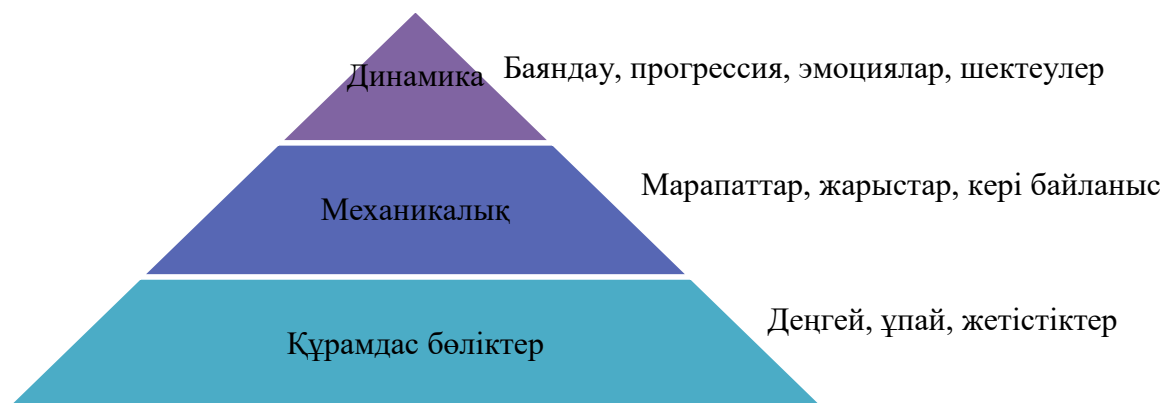 Динамика
Баяндау, прогрессия, эмоциялар, шектеулер
Механикалық
Марапаттар, жарыстар, кері байланыс
Құрамдас бөліктер
Деңгей, ұпай, жетістіктер